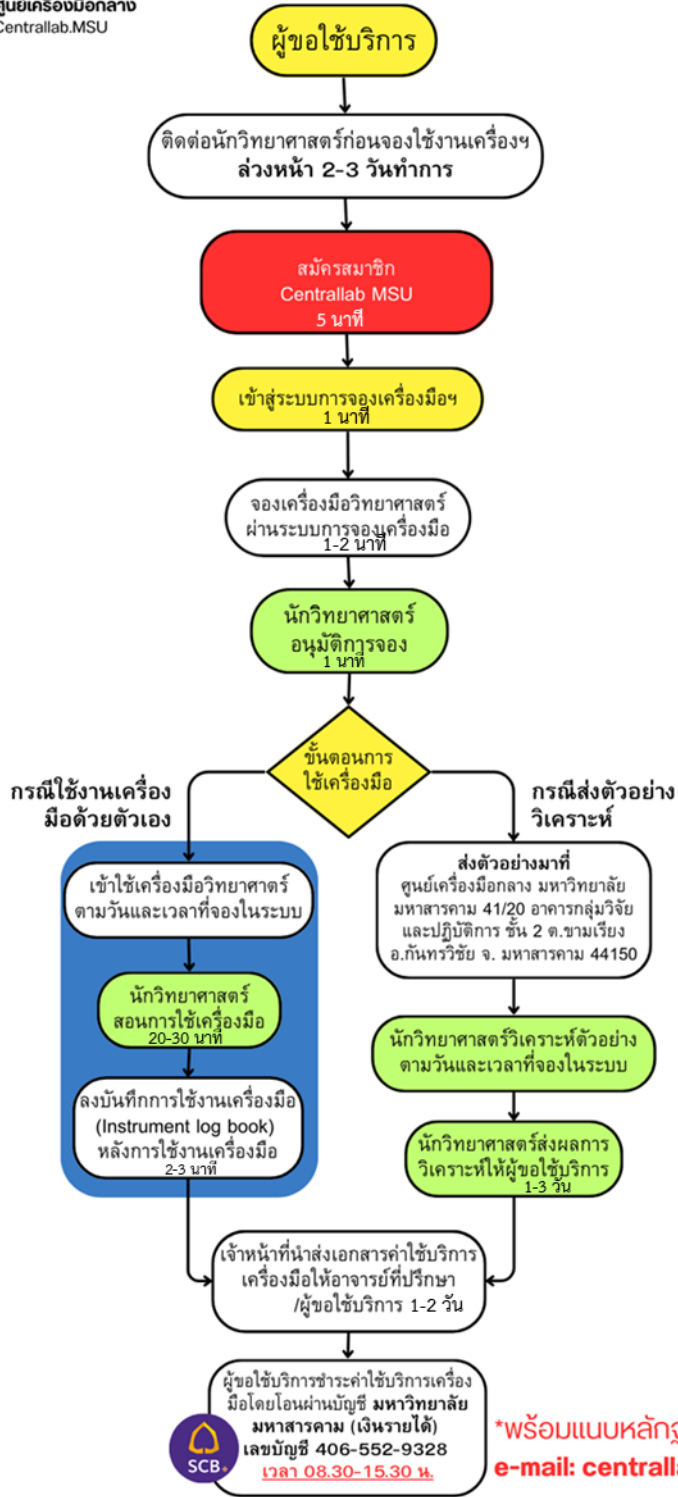 ศูนย์เครื่องมือกลาง
Centrallab.MSU
ผู้ขอใช้บริการ
ติดต่อนักวิทยาศาสตร์ก่อนจองใช้งานเครื่องฯ
ล่วงหน้า 2-3 วันทำการ
สมัครสมาชิก
Centrallab MSU
5 นาที
เข้าสู่ระบบการจองเครื่องมือฯ
1 นาที
จองเครื่องมือวิทยาศาสตร์
ผ่านระบบการจองเครื่องมือ
1-2 นาที
นักวิทยาศาสตร์
อนุมัติการจอง
1 นาที
ขั้นตอนการ
ใช้เครื่องมือ
กรณีใช้งานเครื่อง
มือด้วยตัวเอง
เข้าใช้เครื่องมือวิทยาศาตร์
ตามวันและเวลาที่จองในระบบ
นักวิทยาศาสตร์
สอนการใช้เครื่องมือ
20-30 นาที
ลงบันทึกการใช้งานเครื่องมือ
(Instrument log book)
หลังการใช้งานเครื่องมือ
2-3 นาที
กรณีส่งตัวอย่าง
วิเคราะห์
ส่งตัวอย่างมาที่
ศูนย์เครื่องมือกลาง มหาวิทยาลัย
มหาสารคาม 41/20 อาคารกลุ่มวิจัย
และปฏิบัติการ ชั้น 2 ต.ขามเรียง
อ.กันทรวิชัย จ. มหาสารคาม 44150
นักวิทยาศาสตร์วิเคราะห์ตัวอย่าง
ตามวันและเวลาที่จองในระบบ
นักวิทยาศาสตร์ส่งผลการ
วิเคราะห์ให้ผู้ขอใช้บริการ
1-3 วัน
เจ้าหน้าที่นำส่งเอกสารค่าใช้บริการ
เครื่องมือให้อาจารย์ที่ปรึกษา
/ผู้ขอใช้บริการ 1-2 วัน
ผู้ขอใช้บริการชำระค่าใช้บริการเครื่อง
มือโดยโอนผ่านบัญชี มหาวิทยาลัย
มหาสารคาม (เงินรายได้)
เลขบัญชี 406-552-9328
เวลา 08.30-15.30 น.
SCB
*พร้อมแนบหลักฐ
e-mail: centralla